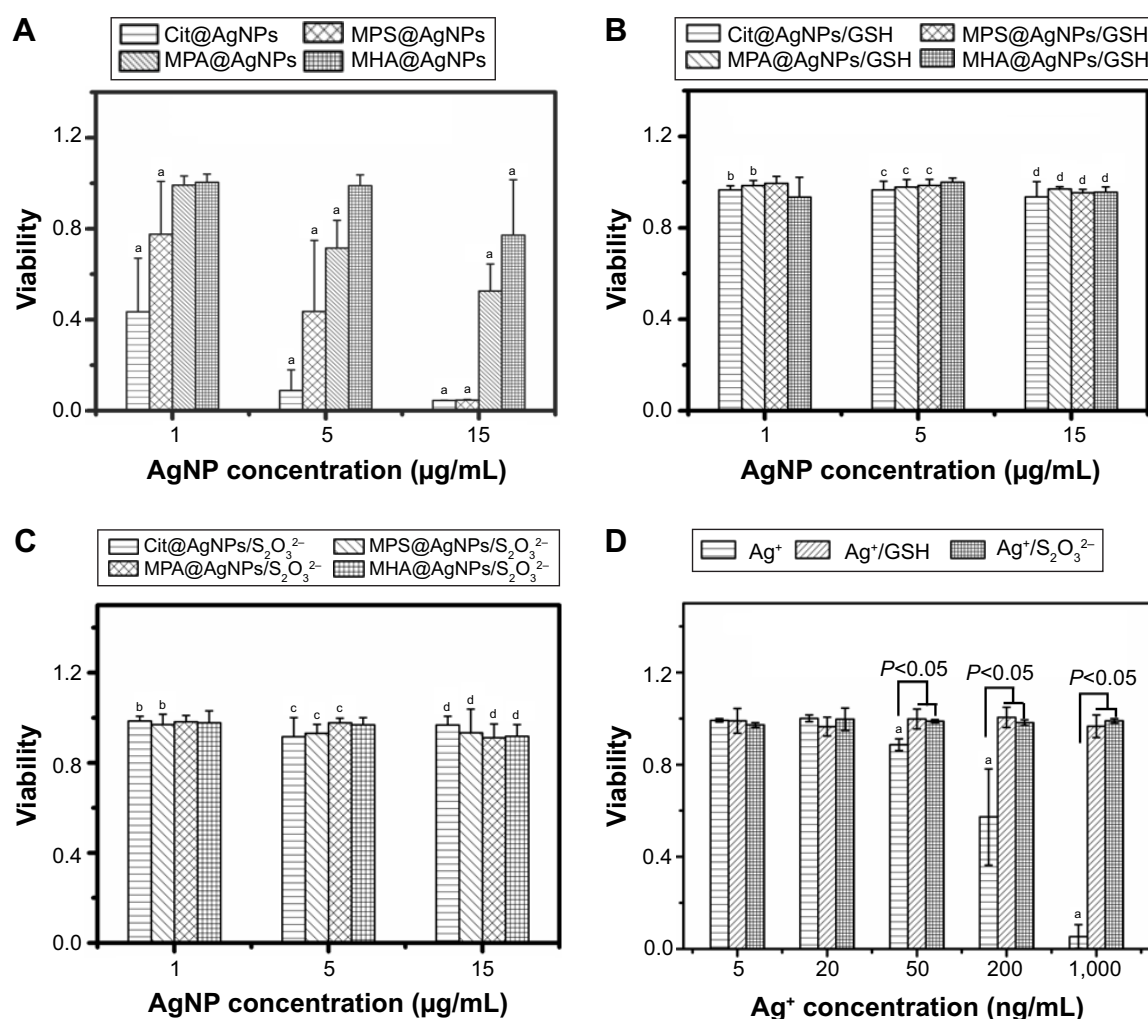 A
Cit@AgNPs MPS@AgNPs
MPA@AgNPs MHA@AgNPs
1.2
0.8
0.4
0.0
Viability
a a
a a a
a a a a
1 5 15
AgNP concentration (µg/mL)
B
Cit@AgNPs/GSH MPS@AgNPs/GSH
MPA@AgNPs/GSH MHA@AgNPs/GSH
1.2
0.8
0.4
0.0
Viability
b b c c c d d d d
1 5 15
AgNP concentration (µg/mL)
C
Cit@AgNPs/S₂O₃²⁻ MPS@AgNPs/S₂O₃²⁻
MPA@AgNPs/S₂O₃²⁻ MHA@AgNPs/S₂O₃²⁻
1.2
0.8
0.4
0.0
Viability
b b c c c d d d d
1 5 15
AgNP concentration (µg/mL)
D
Ag⁺ Ag⁺/GSH Ag⁺/S₂O₃²⁻
1.2
0.8
0.4
0.0
Viability
P<0.05 P<0.05 P<0.05
a a a
5 20 50 200 1,000
Ag⁺ concentration (ng/mL)